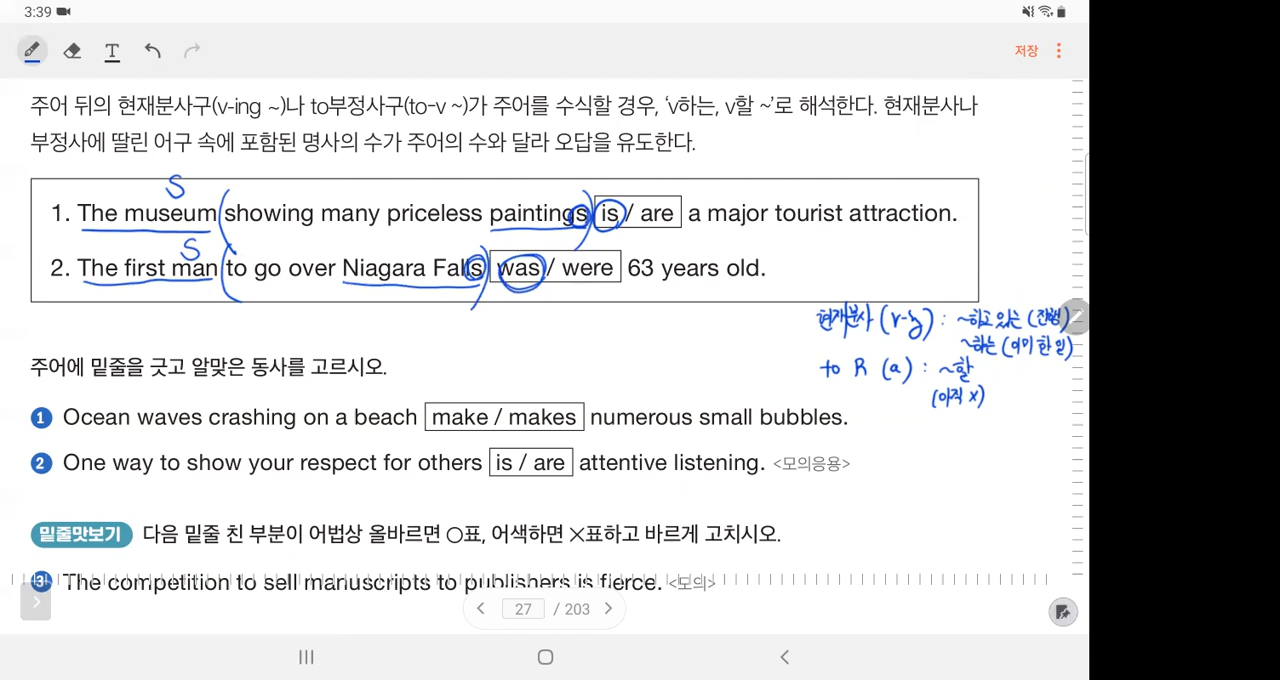 3:39
T
저장
주어 뒤의 현재분사구(v-ing ~)나 to부정사구(to-v ~)가 주어를 수식할 경우, ‘v하는, v할 ~’로 해석한다. 현재분사나
부정사에 딸린 어구 속에 포함된 명사의 수가 주어의 수와 달라 오답을 유도한다.
S
1. The museum showing many priceless paintings is / are a major tourist attraction.
S
2. The first man to go over Niagara Falls was / were 63 years old.
현재분사 (v-ing) : ~하고 있는 (진행)
~하는 (이미 한 일)
to R (a) : ~할
(아직 x)
주어에 밑줄을 긋고 알맞은 동사를 고르시오.
1 Ocean waves crashing on a beach make / makes numerous small bubbles.
2 One way to show your respect for others is / are attentive listening. <모의응용>
밑줄맛보기 다음 밑줄 친 부분이 어법상 올바르면 ○표, 어색하면 ×표하고 바르게 고치시오.
3 The competition to sell manuscripts to publishers is fierce. <모의>
27 / 203